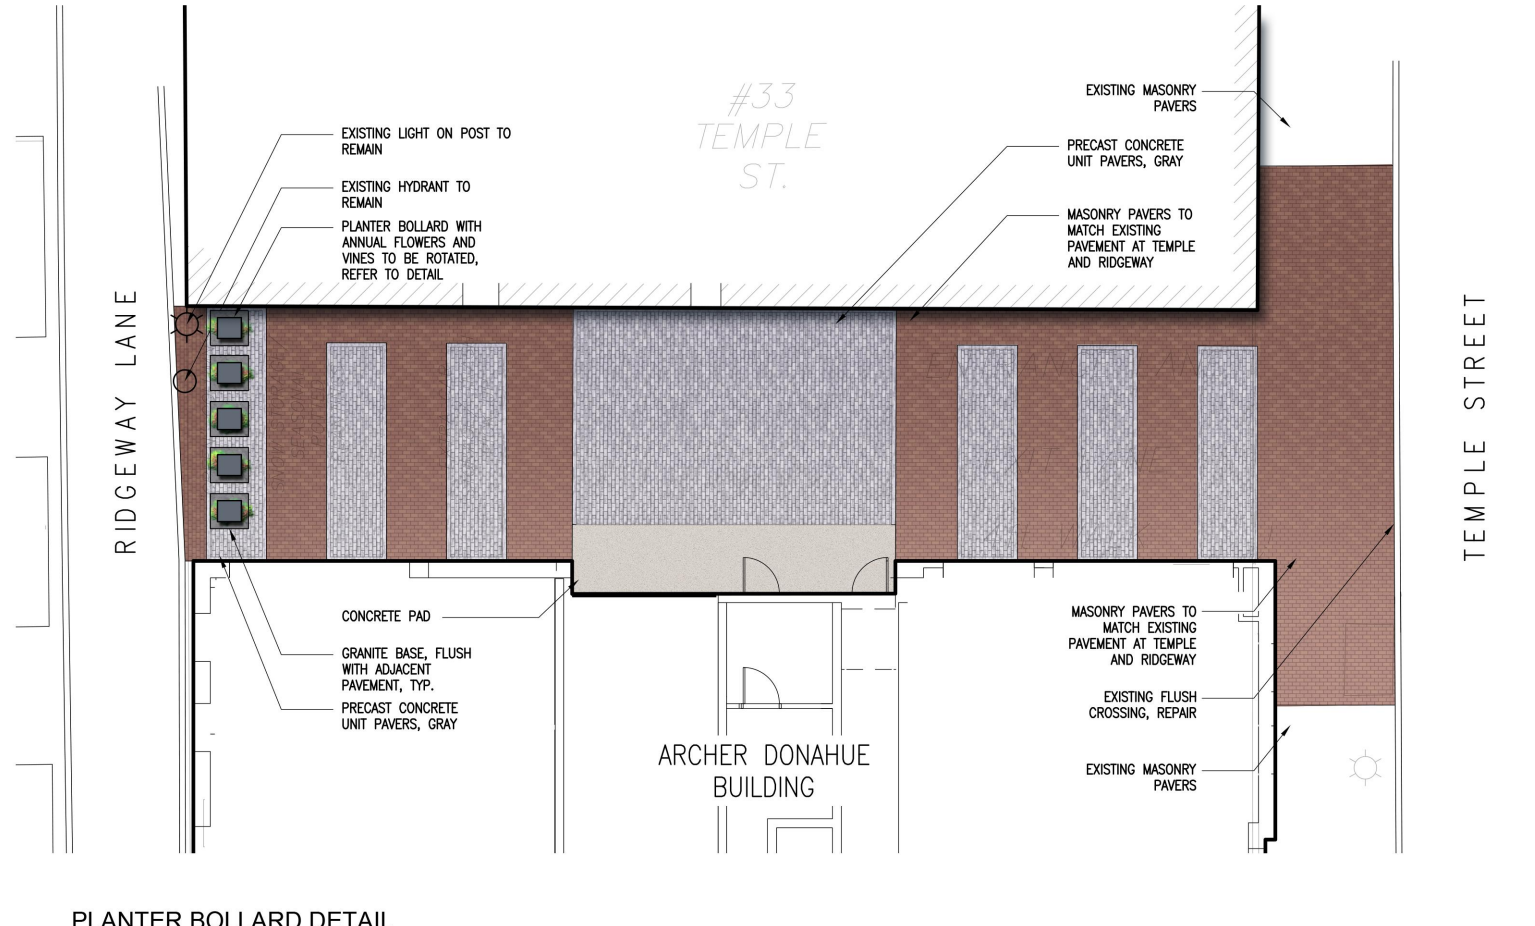 #33
TEMPLE
ST.
EXISTING MASONRY
PAVERS
EXISTING LIGHT ON POST TO
REMAIN
PRECAST CONCRETE
UNIT PAVERS, GRAY
EXISTING HYDRANT TO
REMAIN
MASONRY PAVERS TO
MATCH EXISTING
PAVEMENT AT TEMPLE
AND RIDGEWAY
PLANTER BOLLARD WITH
ANNUAL FLOWERS AND
VINES TO BE ROTATED,
REFER TO DETAIL
RIDGEWAY LANE
TEMPLE STREET
CONCRETE PAD
MASONRY PAVERS TO
MATCH EXISTING
PAVEMENT AT TEMPLE
AND RIDGEWAY
GRANITE BASE, FLUSH
WITH ADJACENT
PAVEMENT, TYP.
PRECAST CONCRETE
UNIT PAVERS, GRAY
EXISTING FLUSH
CROSSING, REPAIR
ARCHER DONAHUE
BUILDING
EXISTING MASONRY
PAVERS
PLANTER BOLLARD DETAIL